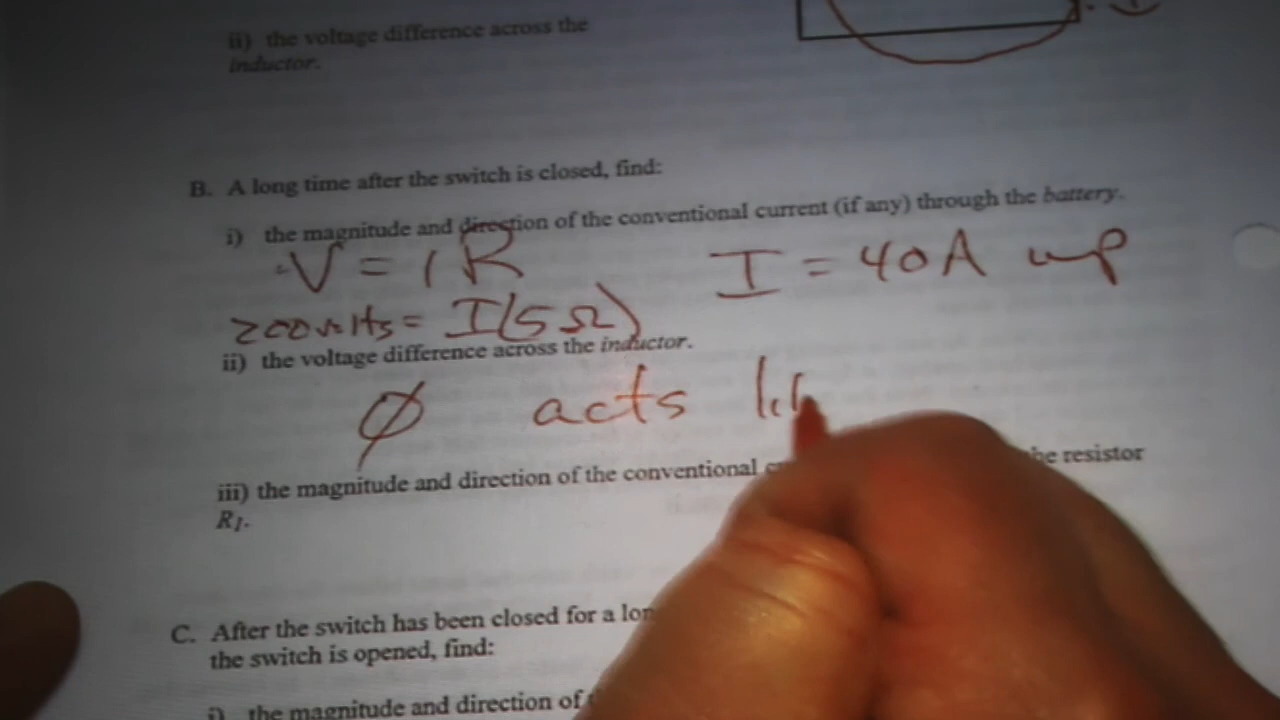 ii) the voltage difference across the
inductor.
B. A long time after the switch is closed, find:
i) the magnitude and direction of the conventional current (if any) through the battery.
V = IR I = 40A up
200 volts = I(5Ω)
ii) the voltage difference across the inductor.
∅ acts
iii) the magnitude and direction of the conventional the resistor
R1.
C. After the switch has been closed for a
the switch is opened, find:
i) the magnitude and direction of